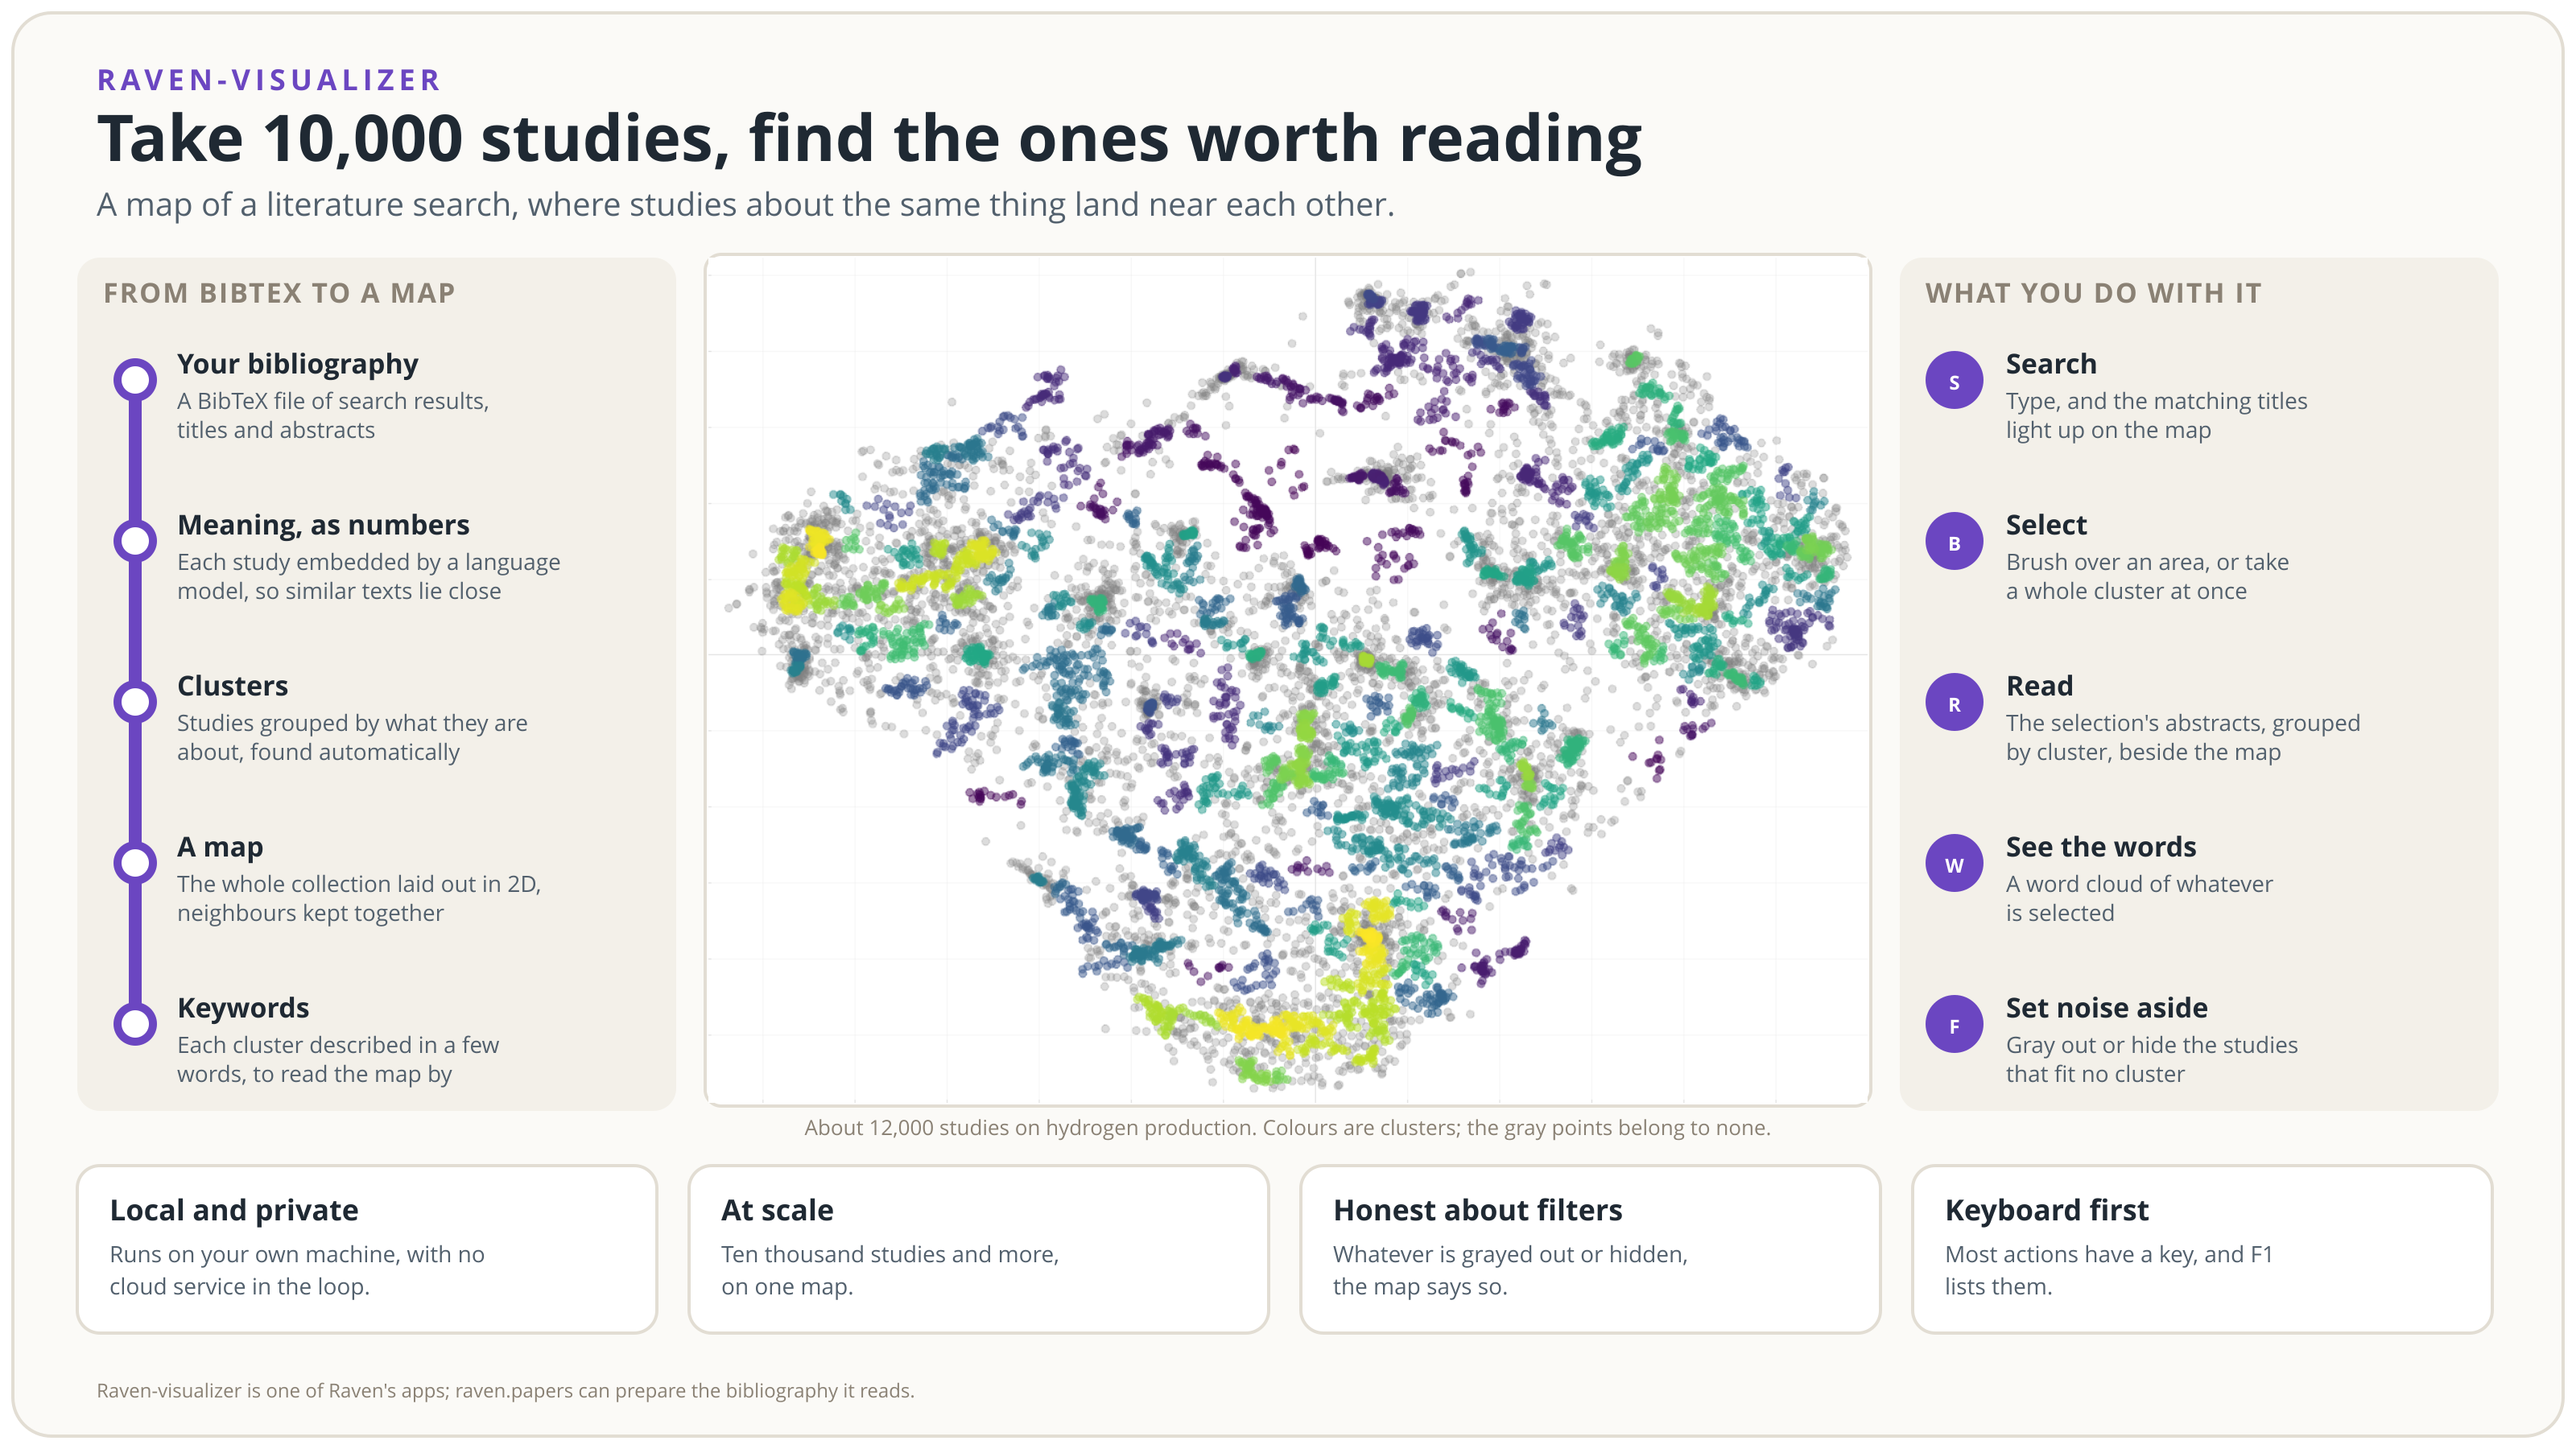 RAVEN-VISUALIZER
Take 10,000 studies, find the ones worth reading
A map of a literature search, where studies about the same thing land near each other.
FROM BIBTEX TO A MAP
Your bibliography
A BibTeX file of search results,
titles and abstracts
Meaning, as numbers
Each study embedded by a language
model, so similar texts lie close
Clusters
Studies grouped by what they are
about, found automatically
A map
The whole collection laid out in 2D,
neighbours kept together
Keywords
Each cluster described in a few
words, to read the map by
About 12,000 studies on hydrogen production. Colours are clusters; the gray points belong to none.
WHAT YOU DO WITH IT
S
Search
Type, and the matching titles
light up on the map
B
Select
Brush over an area, or take
a whole cluster at once
R
Read
The selection's abstracts, grouped
by cluster, beside the map
W
See the words
A word cloud of whatever
is selected
F
Set noise aside
Gray out or hide the studies
that fit no cluster
Local and private
Runs on your own machine, with no
cloud service in the loop.
At scale
Ten thousand studies and more,
on one map.
Honest about filters
Whatever is grayed out or hidden,
the map says so.
Keyboard first
Most actions have a key, and F1
lists them.
Raven-visualizer is one of Raven's apps; raven.papers can prepare the bibliography it reads.